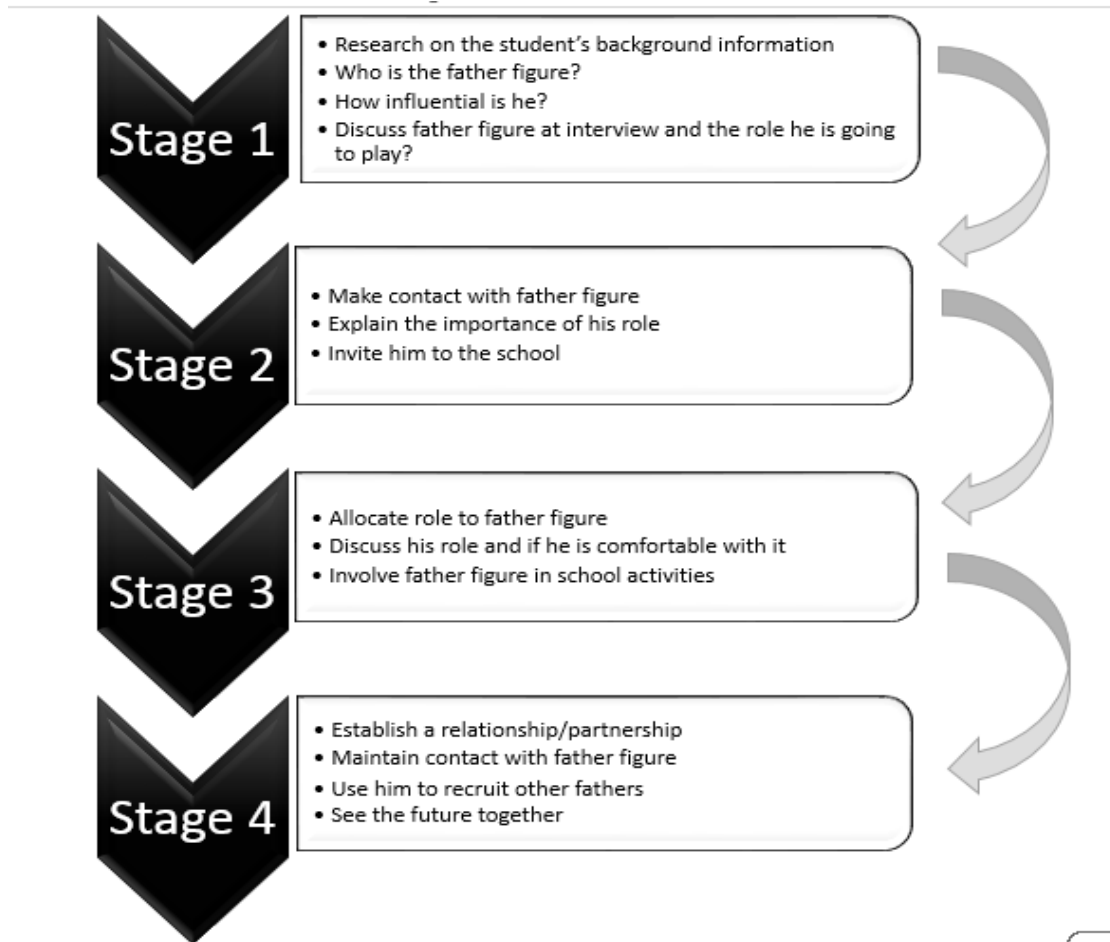 Stage 1
• Research on the student's background information
• Who is the father figure?
• How influential is he?
• Discuss father figure at interview and the role he is going
to play?
Stage 2
• Make contact with father figure
• Explain the importance of his role
• Invite him to the school
Stage 3
• Allocate role to father figure
• Discuss his role and if he is comfortable with it
• Involve father figure in school activities
Stage 4
• Establish a relationship/partnership
• Maintain contact with father figure
• Use him to recruit other fathers
• See the future together